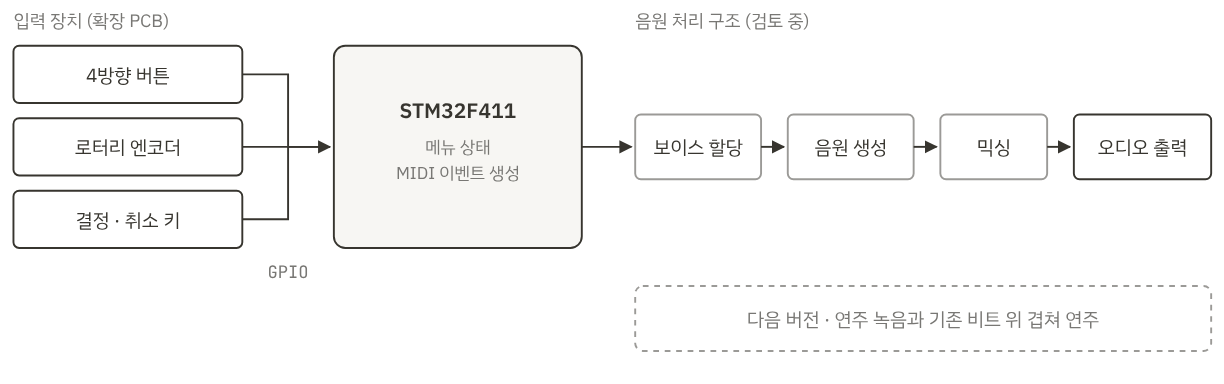 입력 장치 (확장 PCB)
4방향 버튼
로터리 엔코더
결정 · 취소 키
GPIO
STM32F411
메뉴 상태
MIDI 이벤트 생성
음원 처리 구조 (검토 중)
보이스 할당
음원 생성
믹싱
오디오 출력
다음 버전 · 연주 녹음과 기존 비트 위 겹쳐 연주